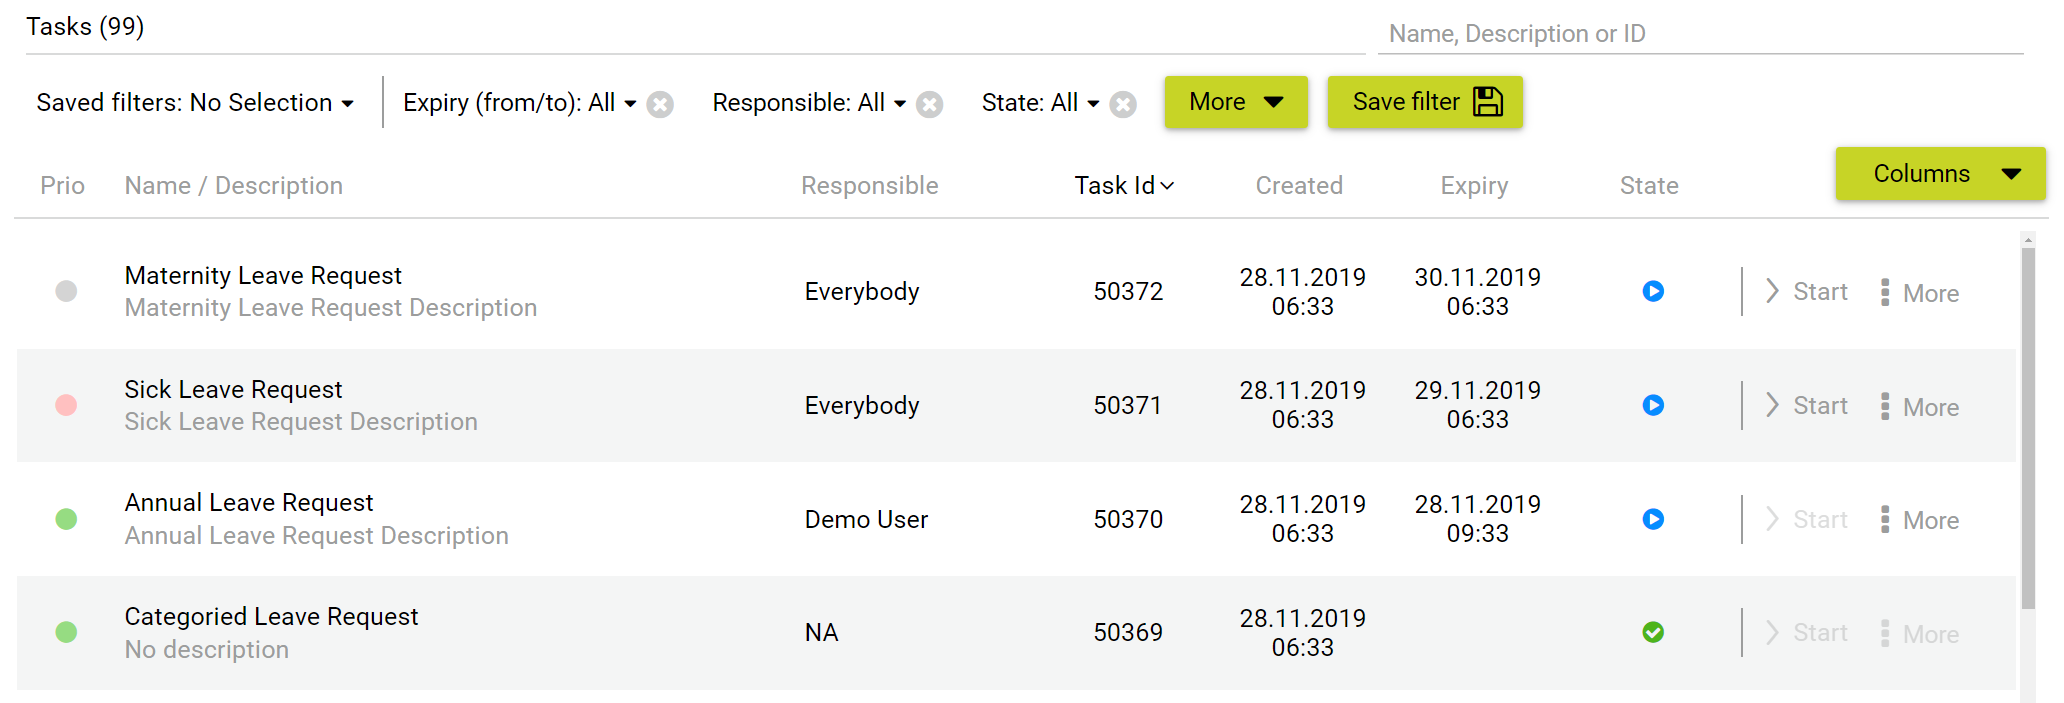 Tasks (99)
Name, Description or ID
Saved filters: No Selection Expiry (from/to): All Responsible: All State: All More Save filter
Columns
Prio Name / Description Responsible Task Id Created Expiry State
Maternity Leave Request
Maternity Leave Request Description
Everybody 50372 28.11.2019 06:33 30.11.2019 06:33 Start More
Sick Leave Request
Sick Leave Request Description
Everybody 50371 28.11.2019 06:33 29.11.2019 06:33 Start More
Annual Leave Request
Annual Leave Request Description
Demo User 50370 28.11.2019 06:33 28.11.2019 09:33 Start More
Categoried Leave Request
No description
NA 50369 28.11.2019 06:33 Start More